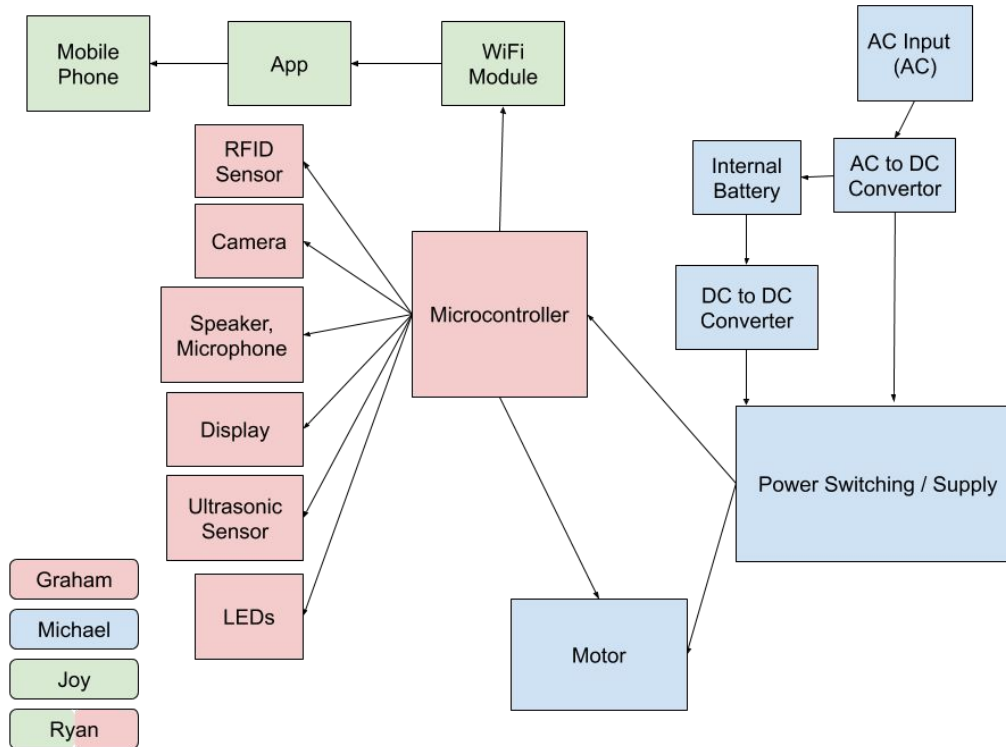 Mobile
Phone
App
WiFi
Module
AC Input
(AC)
RFID
Sensor
Internal
Battery
AC to DC
Convertor
Camera
Microcontroller
DC to DC
Converter
Speaker,
Microphone
Display
Power Switching / Supply
Ultrasonic
Sensor
LEDs
Motor
Graham
Michael
Joy
Ryan